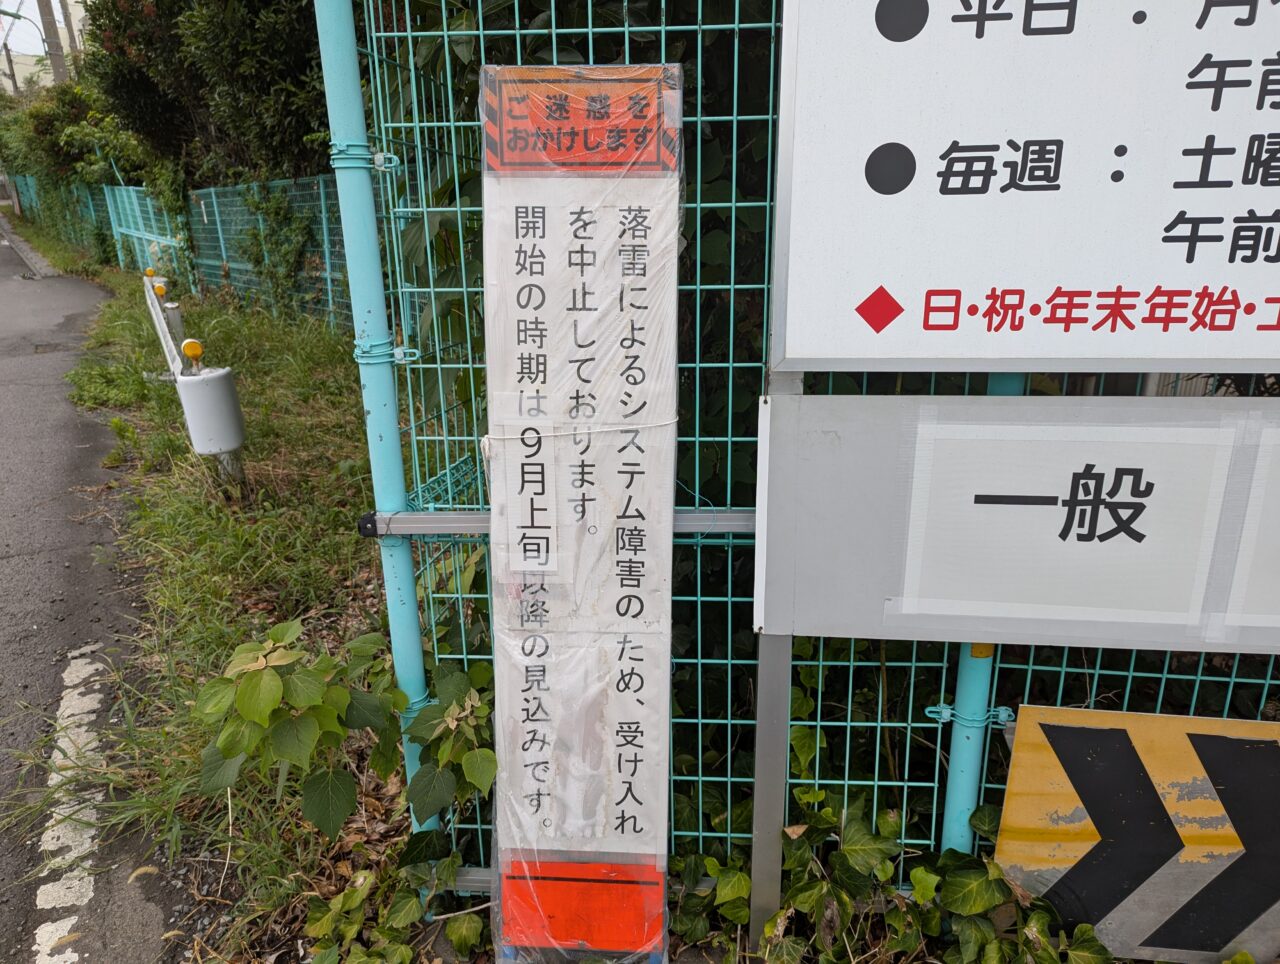 ご迷惑を
おかけします
落雷によるシステム障害のため、受け入れ
を中止しております。
開始の時期は9月上旬以降の見込みです。
●平日：月
午前
●毎週：土曜
午前
◆日・祝・年末年始・
一般